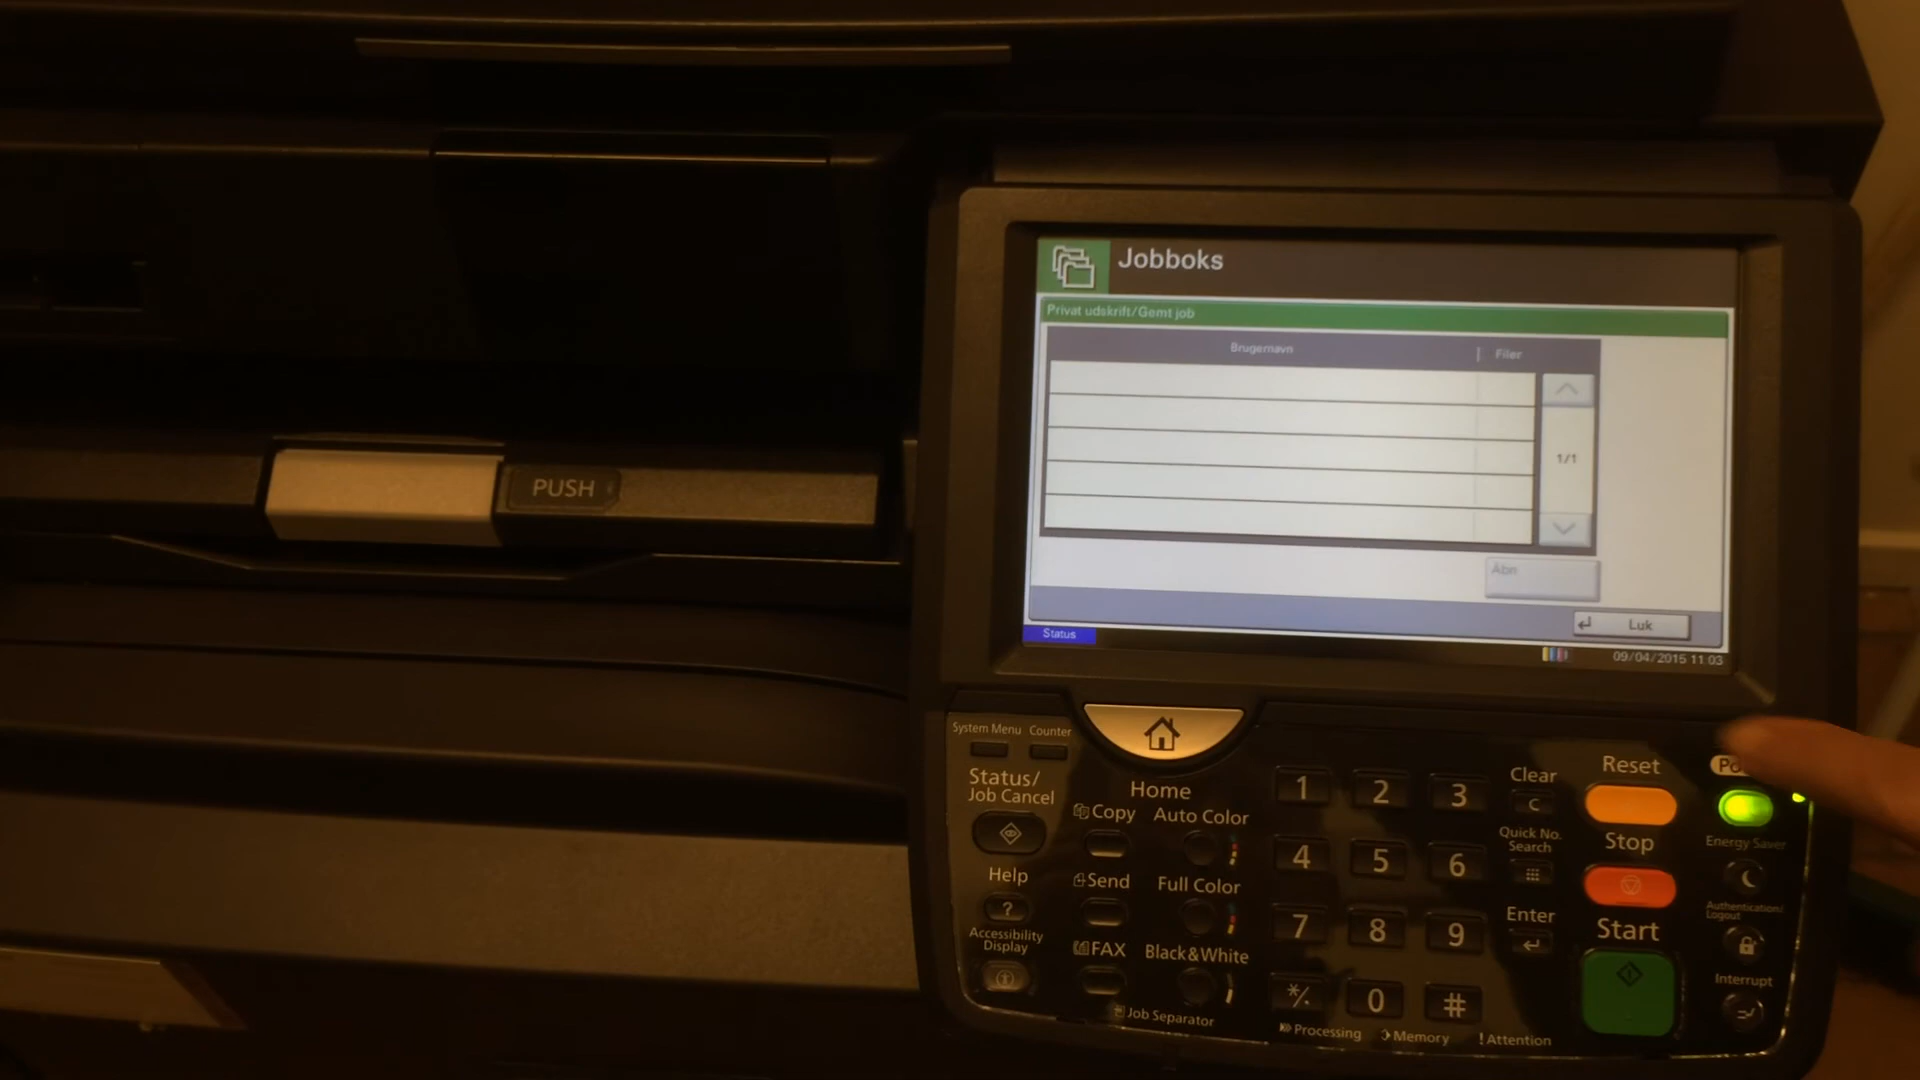 Jobboks
Privat udskrift/Gemt job
Brugernavn | Filer
1/1
Åbn
Luk
Status
09/04/2015 11:03
PUSH
System Menu Counter
Status/
Job Cancel
Home
Help
?
Accessibility
Display
Copy
Auto Color
Send
Full Color
FAX
Black&White
Job Separator
1 2 3
4 5 6
7 8 9
*/. 0 #
Processing Memory !Attention
Clear
C
Quick No.
Search
Enter
Reset
Stop
Start
Energy Saver
Authentication/
Logout
Interrupt